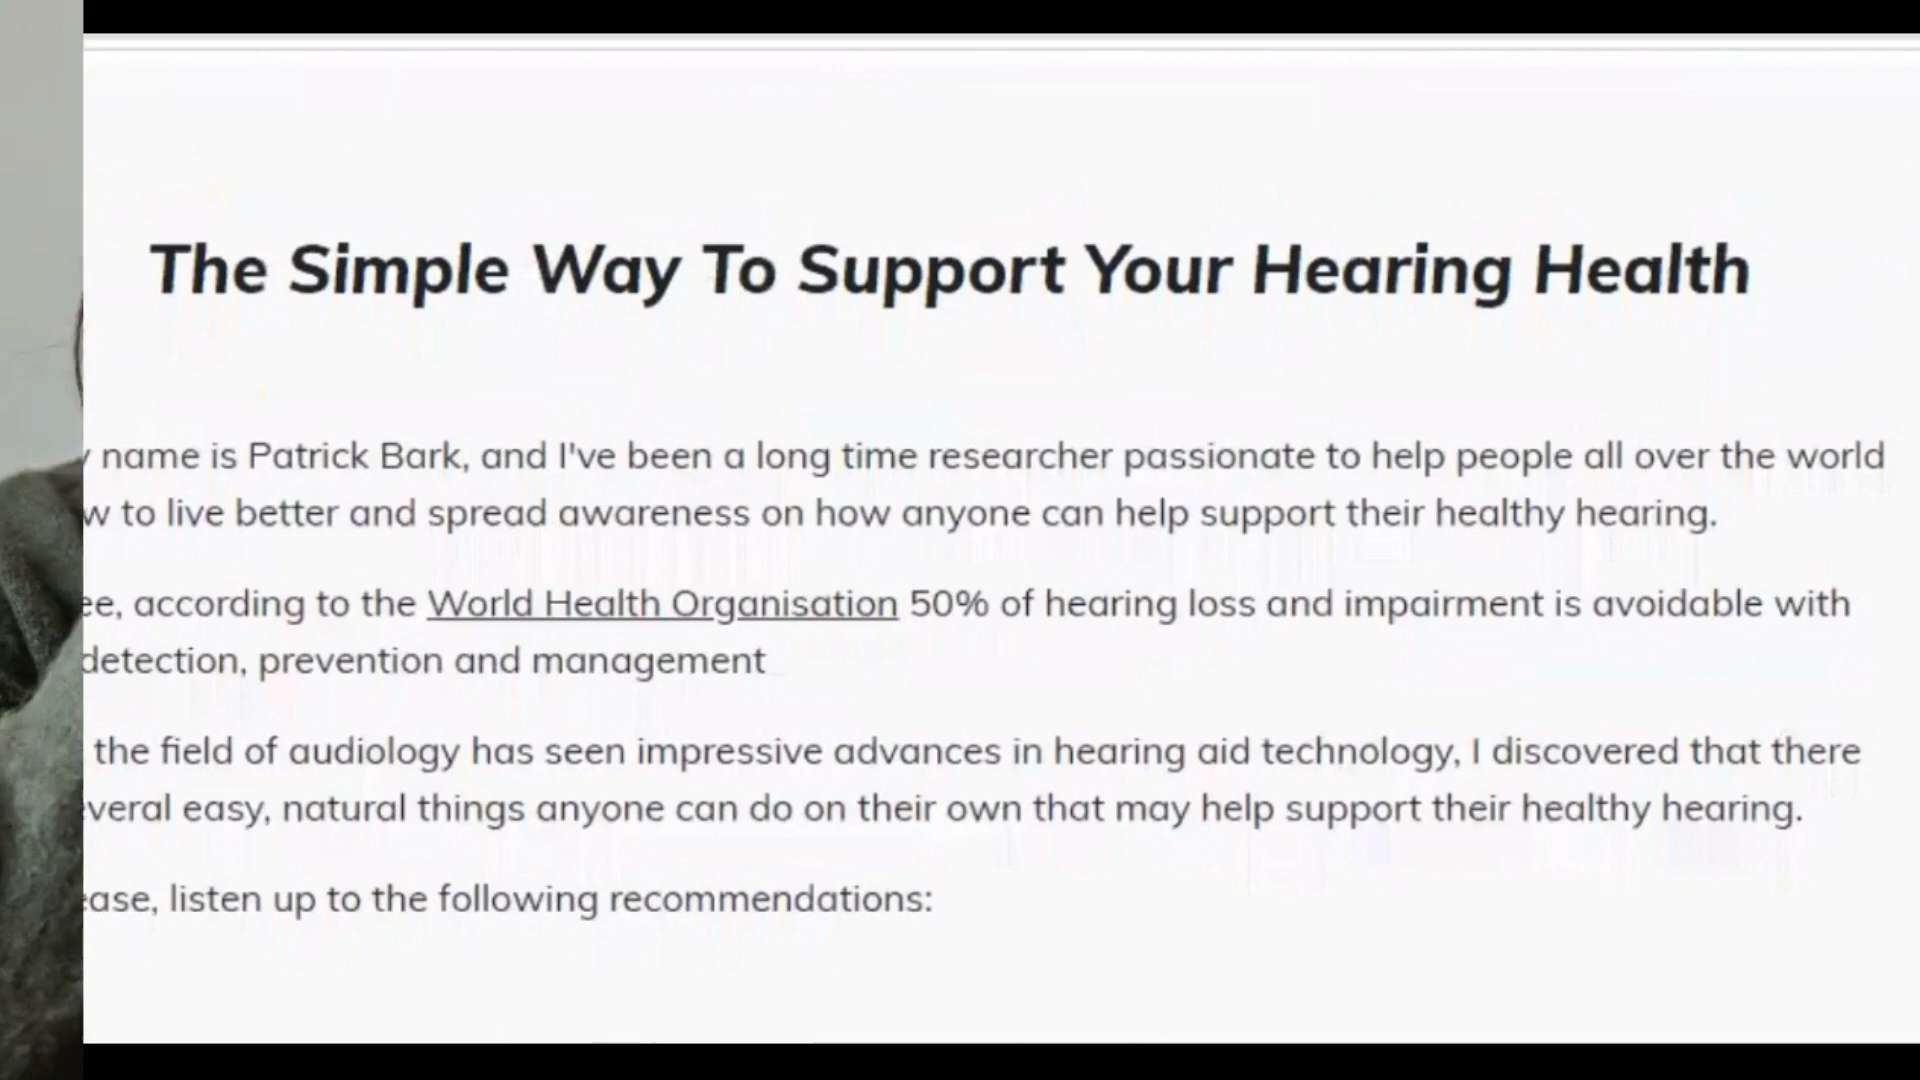 The Simple Way To Support Your Hearing Health
name is Patrick Bark, and I've been a long time researcher passionate to help people all over the world
to live better and spread awareness on how anyone can help support their healthy hearing.
according to the World Health Organisation 50% of hearing loss and impairment is avoidable with
detection, prevention and management
the field of audiology has seen impressive advances in hearing aid technology, I discovered that there
easy, natural things anyone can do on their own that may help support their healthy hearing.
listen up to the following recommendations: